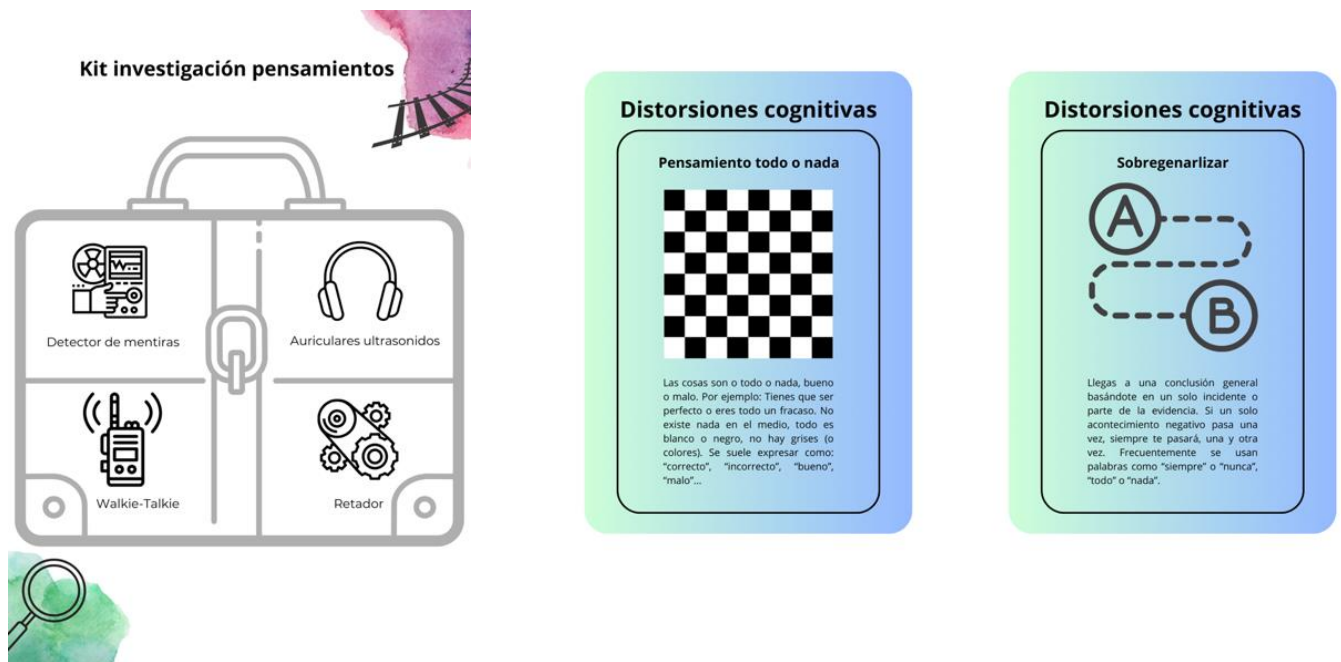 Kit investigación pensamientos
Detector de mentiras
Auriculares ultrasonidos
Walkie-Talkie
Retador
Distorsiones cognitivas
Pensamiento todo o nada
Las cosas son o todo o nada, bueno
o malo. Por ejemplo: Tienes que ser
perfecto o eres todo un fracaso. No
existe nada en el medio, todo es
blanco o negro, no hay grises (o
colores). Se suele expresar como:
“correcto”, “incorrecto”, “bueno”,
“malo”...
Distorsiones cognitivas
Sobregenarlizar
A
B
Llegas a una conclusión general
basándote en un solo incidente o
parte de la evidencia. Si un solo
acontecimiento negativo pasa una
vez, siempre te pasará, una y otra
vez. Frecuentemente se usan
palabras como “siempre” o “nunca”,
“todo” o “nada”.